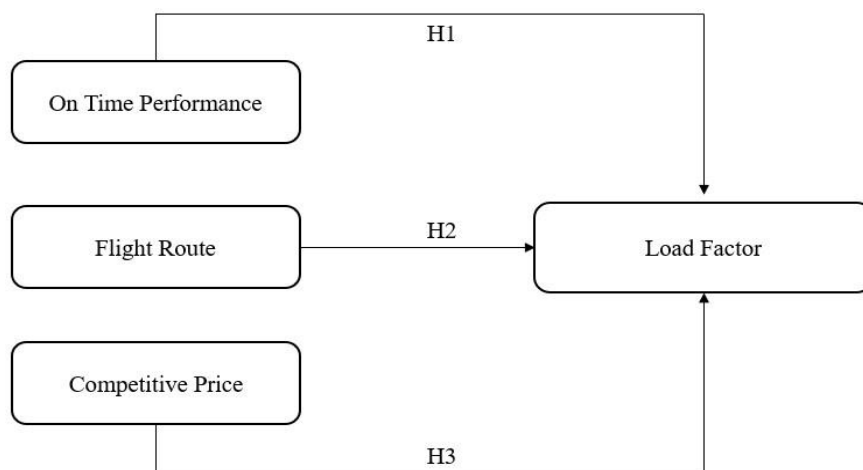 H1
On Time Performance
H2
Flight Route
Load Factor
Competitive Price
H3